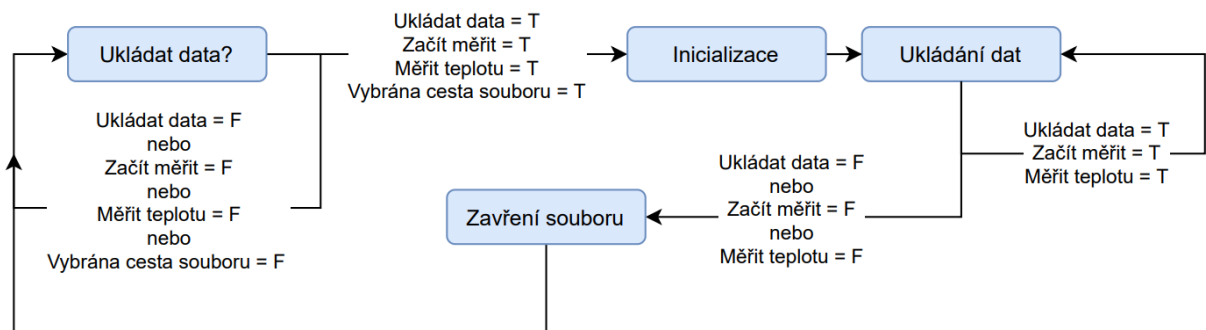 Ukládat data?
Ukládat data = T
Začít měřit = T
Měřit teplotu = T
Vybrána cesta souboru = T
Inicializace
Ukládání dat
Ukládat data = F
nebo
Začít měřit = F
nebo
Měřit teplotu = F
nebo
Vybrána cesta souboru = F
Ukládat data = T
Začít měřit = T
Měřit teplotu = T
Ukládat data = F
nebo
Začít měřit = F
nebo
Měřit teplotu = F
Zavření souboru